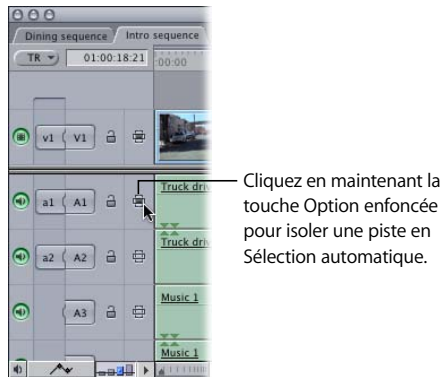 Dining sequence
Intro sequence
TR
01:00:18:21
00:00
v1
V1
a1
A1
Truck dri
a2
A2
Truck dri
A3
Music 1
Music 1
Cliquez en maintenant la
touche Option enfoncée
pour isoler une piste en
Sélection automatique.